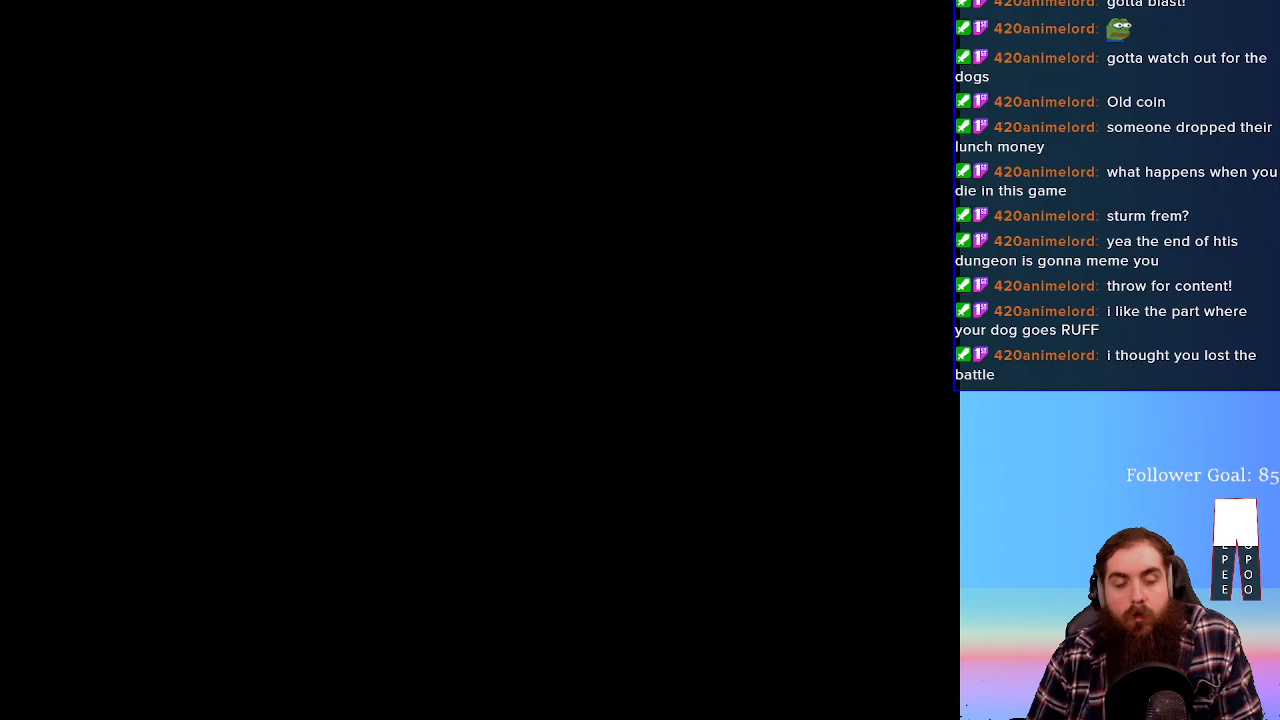 420animelord: gotta blast!
420animelord:
420animelord: gotta watch out for the
dogs
420animelord: Old coln
420animelord: someone dropped their
lunch money
420animelord: what happens when you
die in this game
420animelord: sturm frem?
420animelord: yea the end of htis
dungeon is gonna meme you
420animelord: throw for content!
420animelord: i like the part where
your dog goes RUFF
420animelord: i thought you lost the
battle
Follower Goal: 85
P P
E O
E O